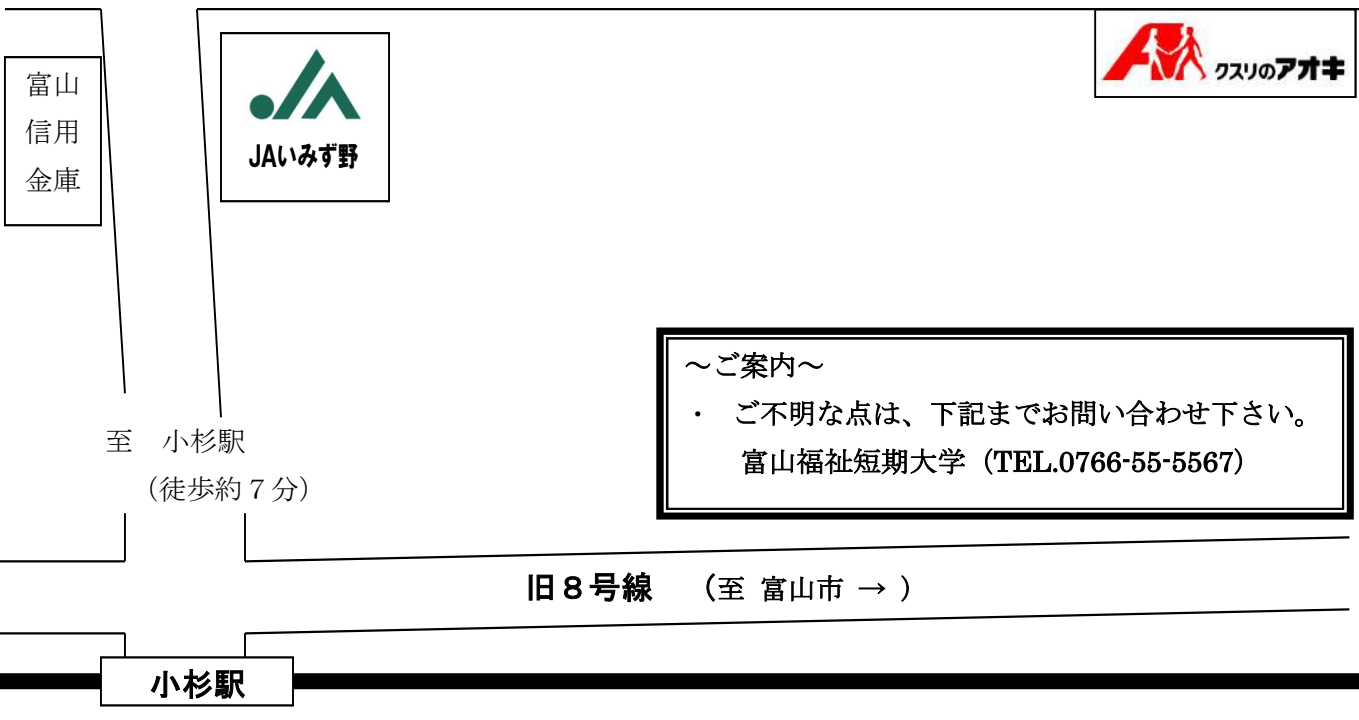 富山
信用
金庫
JAいみず野
クスリのアオキ
～ご案内～
・ ご不明な点は、下記までお問い合わせ下さい。
富山福祉短期大学（TEL.0766-55-5567）
至　小杉駅
（徒歩約７分）
旧８号線　（至 富山市 → ）
小杉駅